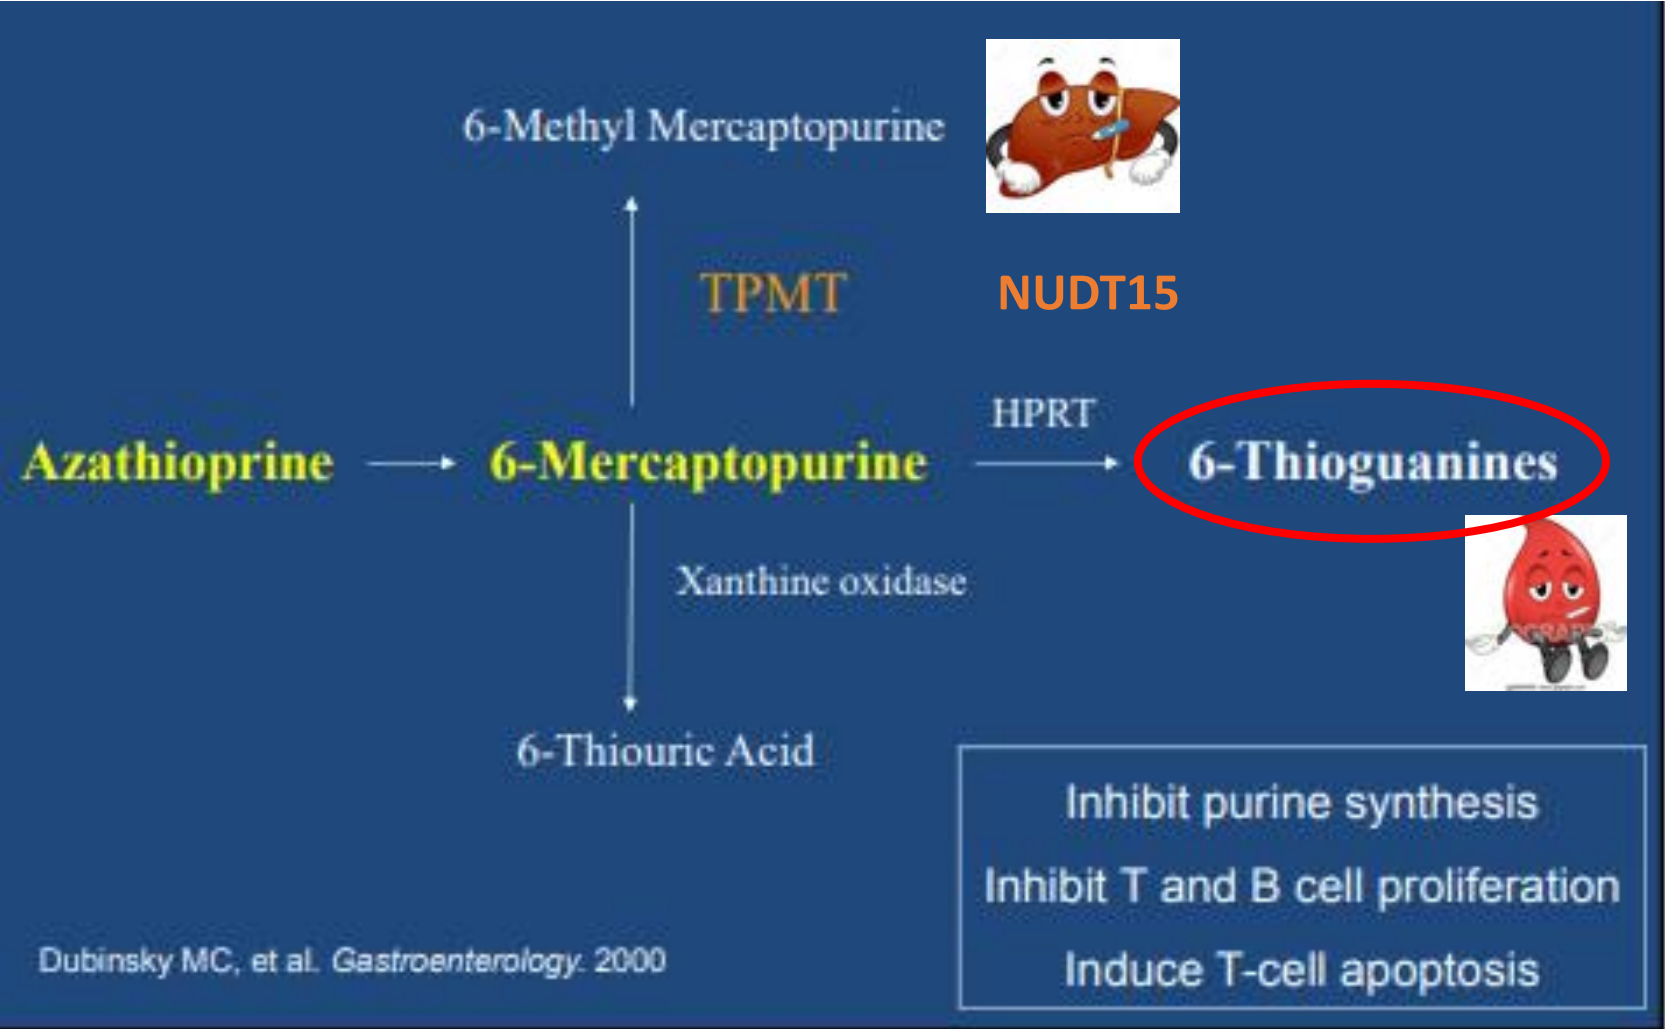 6-Methyl Mercaptopurine
TPMT
NUDT15
HPRT
Azathioprine
6-Mercaptopurine
6-Thioguanines
Xanthine oxidase
6-Thiouric Acid
Inhibit purine synthesis
Inhibit T and B cell proliferation
Induce T-cell apoptosis
Dubinsky MC, et al. Gastroenterology. 2000